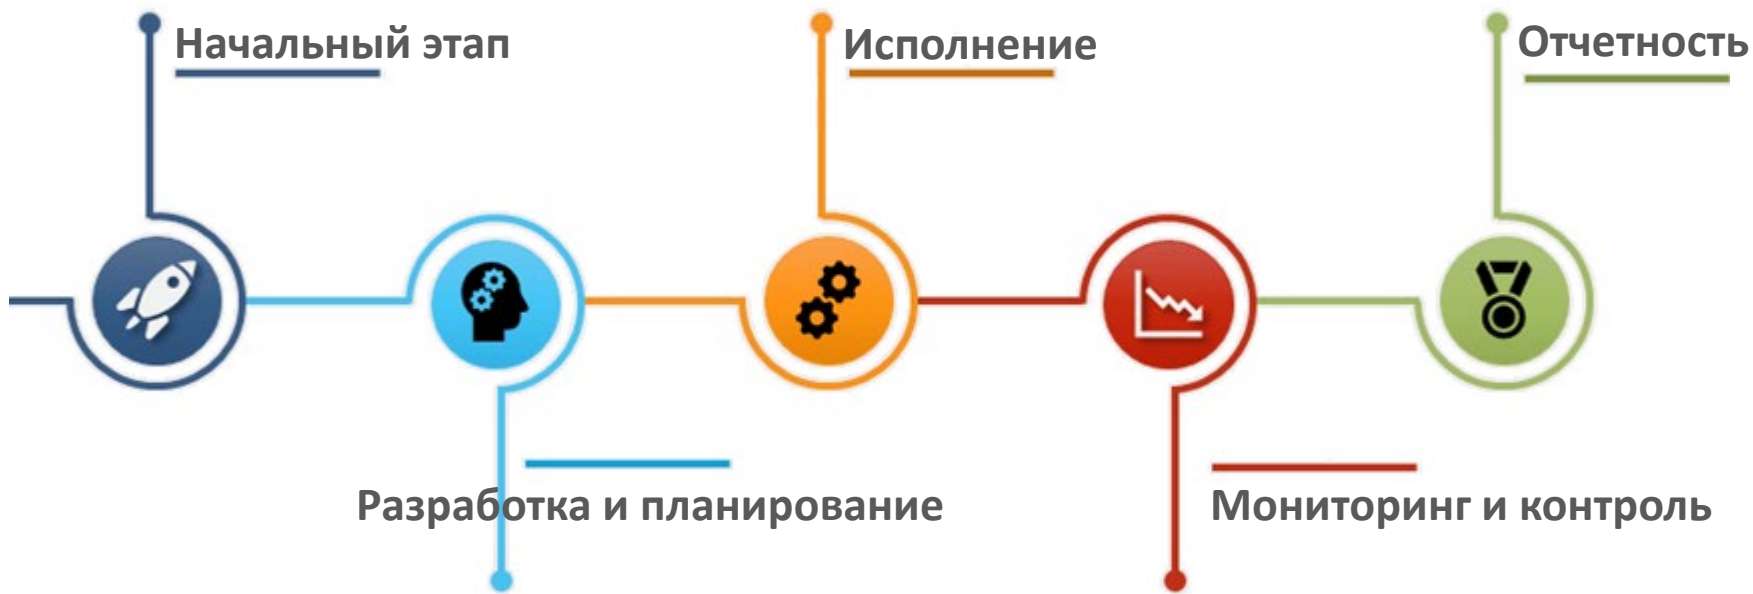 Начальный этап
Исполнение
Отчетность
Разработка и планирование
Мониторинг и контроль